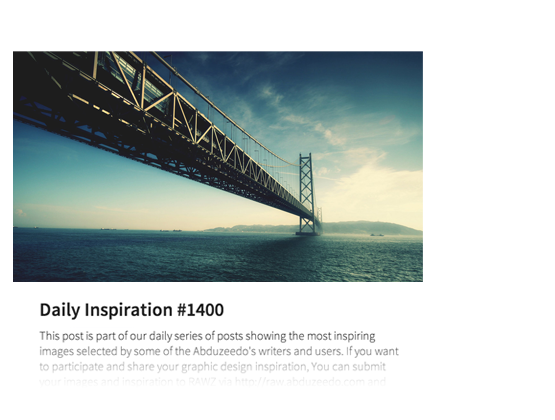 Daily Inspiration #1400
This post is part of our daily series of posts showing the most inspiring
images selected by some of the Abduzeedo's writers and users. If you want
to participate and share your graphic design inspiration, You can submit
your images and inspiration to RAWZ via http://raw.abduzeedo.com and